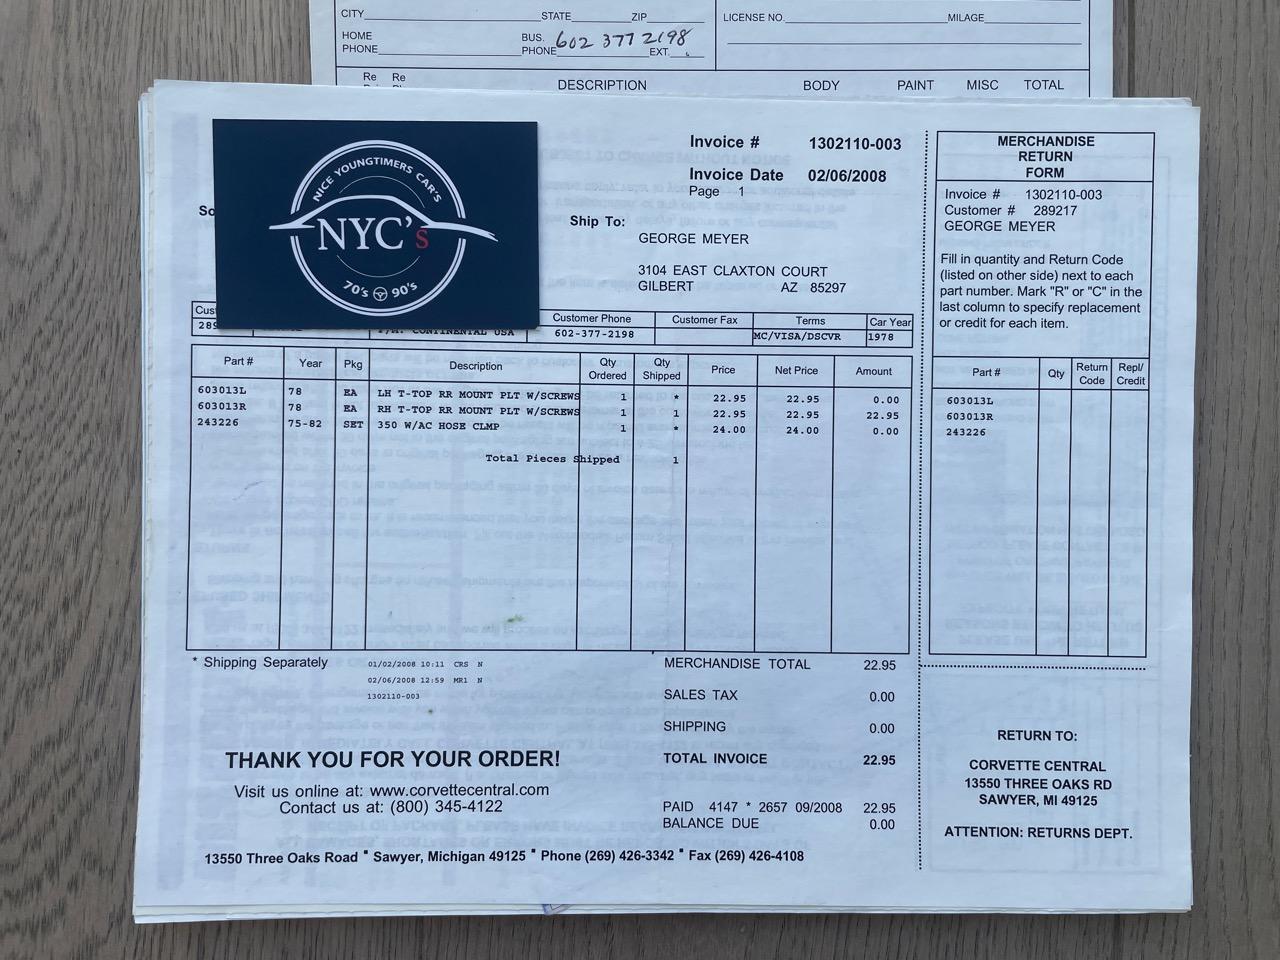 CITY STATE ZIP LICENSE NO. MILAGE
HOME PHONE BUS. PHONE 602 377 2198 EXT.
Re Re
DESCRIPTION BODY PAINT MISC TOTAL
NICE YOUNGTIMERS CAR'S
NYC's
70's 90's
Invoice # 1302110-003
Invoice Date 02/06/2008
Page 1
So
Ship To:
GEORGE MEYER
3104 EAST CLAXTON COURT
GILBERT AZ 85297
Cust Customer Phone Customer Fax Terms Car Year
289 CONTINENTAL USA 602-377-2198 MC/VISA/DSCVR 1978
Part # Year Pkg Description Qty Ordered Qty Shipped Price Net Price Amount
603013L 78 EA LH T-TOP RR MOUNT PLT W/SCREWS 1 * 22.95 22.95 0.00
603013R 78 EA RH T-TOP RR MOUNT PLT W/SCREWS 1 1 22.95 22.95 22.95
243226 75-82 SET 350 W/AC HOSE CLMP 1 * 24.00 24.00 0.00
Total Pieces Shipped 1
* Shipping Separately
01/02/2008 10:11 CRS N
02/06/2008 12:59 MR1 N
1302110-003
MERCHANDISE TOTAL 22.95
SALES TAX 0.00
SHIPPING 0.00
TOTAL INVOICE 22.95
PAID 4147 * 2657 09/2008 22.95
BALANCE DUE 0.00
THANK YOU FOR YOUR ORDER!
Visit us online at: www.corvettecentral.com
Contact us at: (800) 345-4122
13550 Three Oaks Road * Sawyer, Michigan 49125 * Phone (269) 426-3342 * Fax (269) 426-4108
MERCHANDISE
RETURN
FORM
Invoice # 1302110-003
Customer # 289217
GEORGE MEYER
Fill in quantity and Return Code
(listed on other side) next to each
part number. Mark "R" or "C" in the
last column to specify replacement
or credit for each item.
Part # Qty Return Code Repl/ Credit
603013L
603013R
243226
RETURN TO:
CORVETTE CENTRAL
13550 THREE OAKS RD
SAWYER, MI 49125
ATTENTION: RETURNS DEPT.